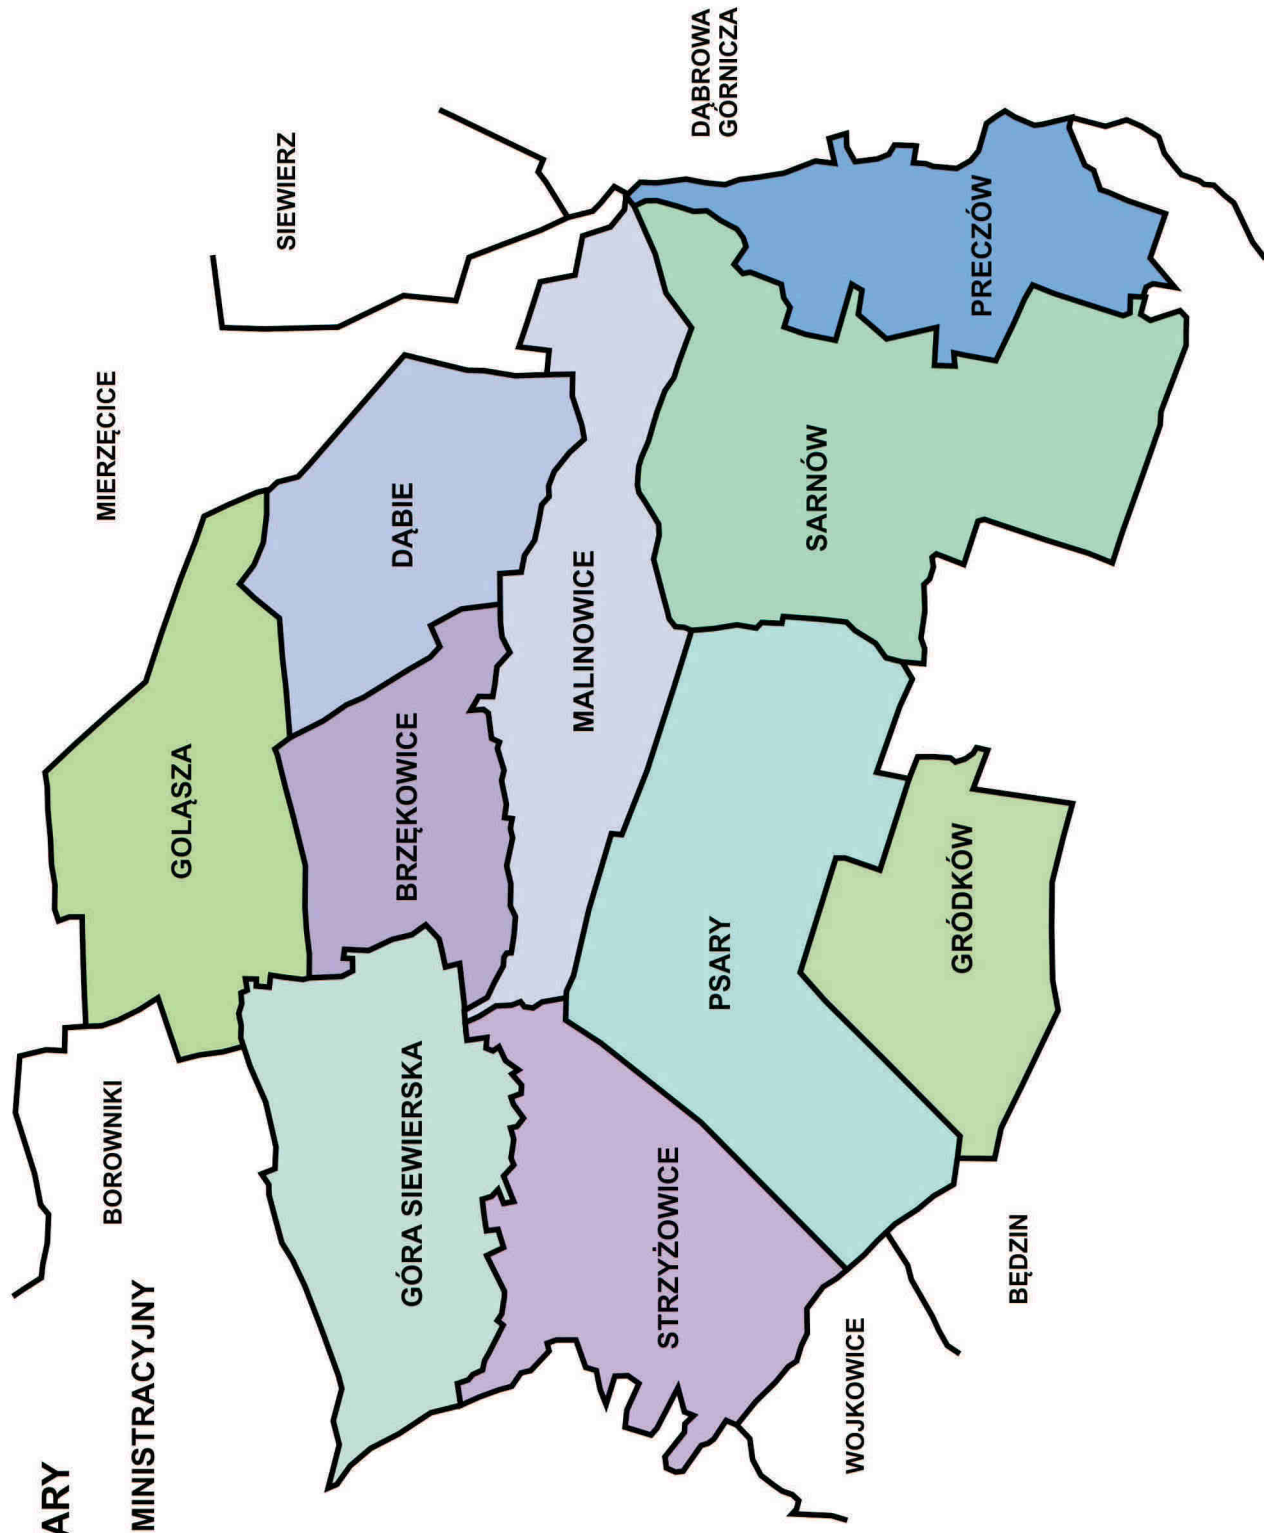 ARY
MINISTRACYJNY
BOROWNIKI
MIERZĘCICE
SIEWIERZ
GOLĄSZA
GÓRA SIEWIERSKA
BRZĘKOWICE
DĄBIE
MALINOWICE
STRZYŻOWICE
PSARY
SARNÓW
DĄBROWA
GÓRNICZA
WOJKOWICE
BĘDZIN
GRÓDKÓW
PRECZÓW